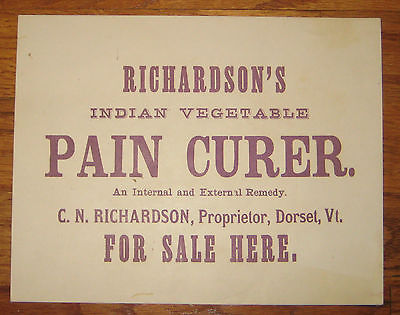 RICHARDSON'S
INDIAN VEGETABLE
PAIN CURER.
An Internal and External Remedy.
C. N. RICHARDSON, Proprietor, Dorset, Vt.
FOR SALE HERE.